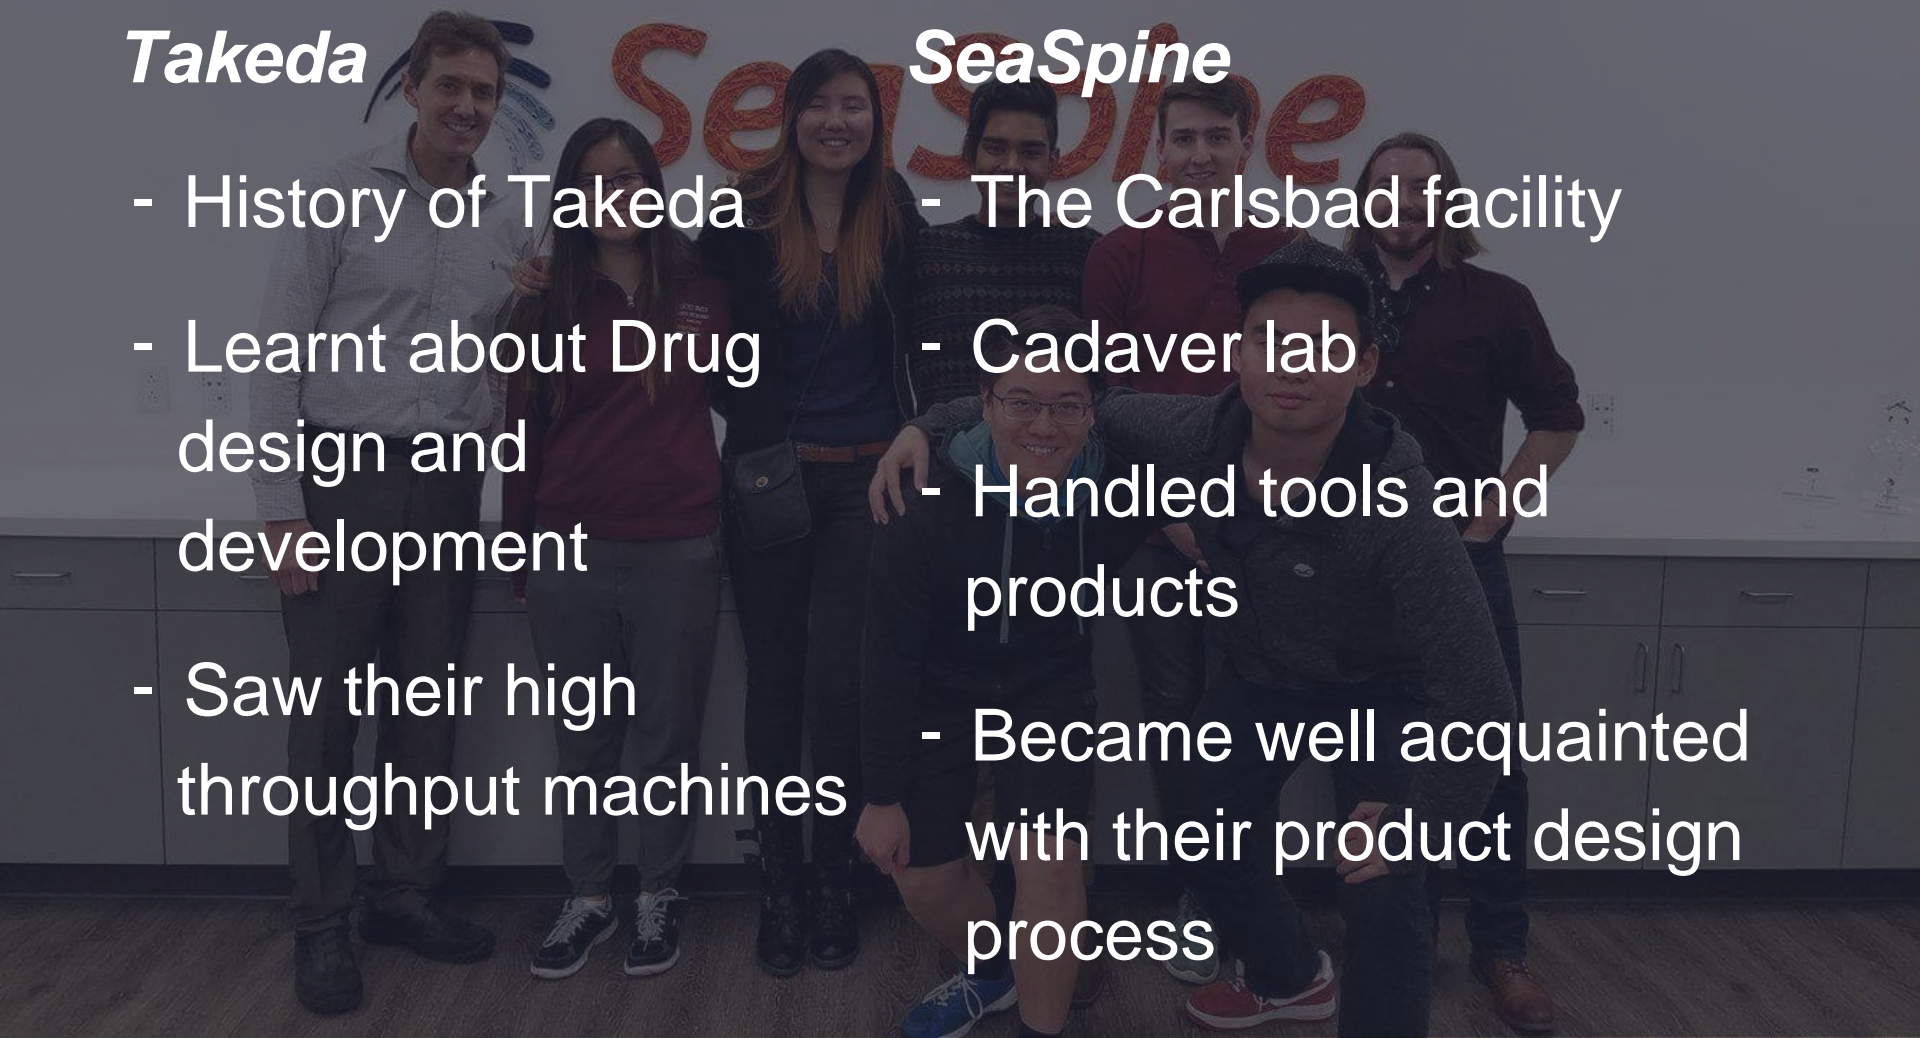 Takeda
- History of Takeda
- Learnt about Drug
design and
development
- Saw their high
throughput machines
SeaSpine
- The Carlsbad facility
- Cadaver lab
- Handled tools and
products
- Became well acquainted
with their product design
process
SeaSpine